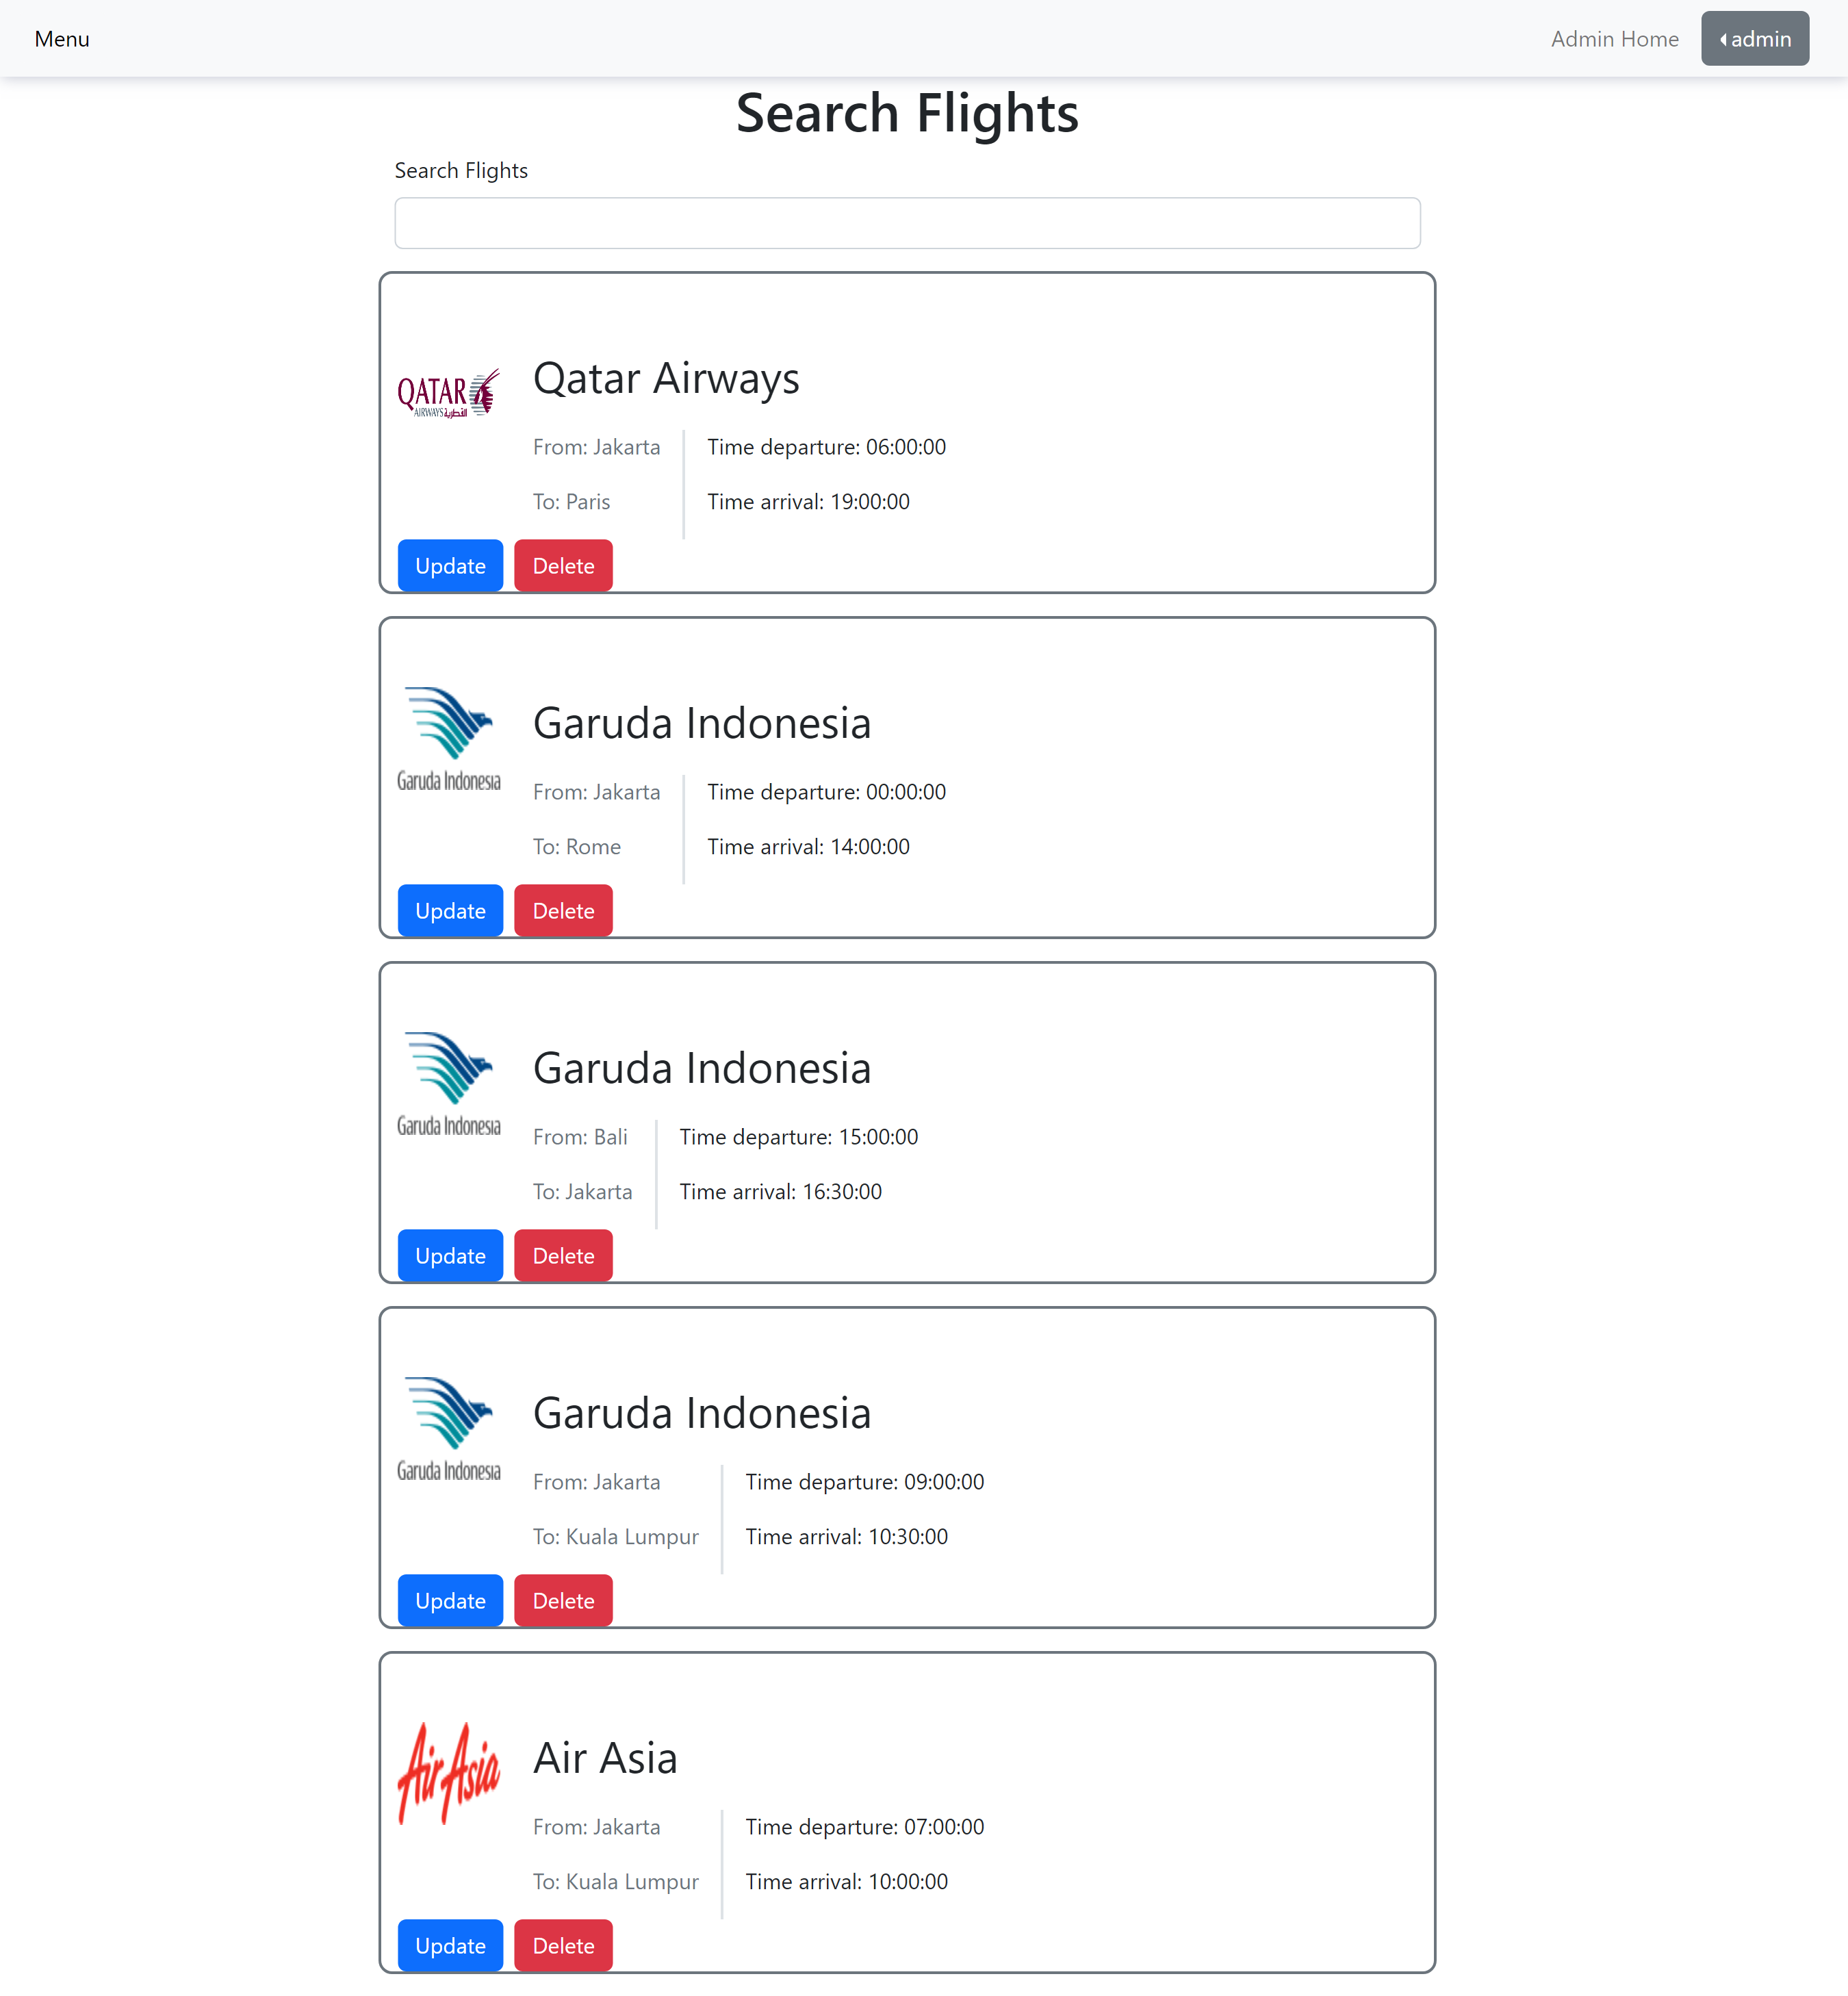 Menu
Admin Home
admin
Search Flights
Search Flights
QATAR
AIRWAYS القطرية
Qatar Airways
From: Jakarta
Time departure: 06:00:00
To: Paris
Time arrival: 19:00:00
Update
Delete
Garuda Indonesia
Garuda Indonesia
From: Jakarta
Time departure: 00:00:00
To: Rome
Time arrival: 14:00:00
Update
Delete
Garuda Indonesia
Garuda Indonesia
From: Bali
Time departure: 15:00:00
To: Jakarta
Time arrival: 16:30:00
Update
Delete
Garuda Indonesia
Garuda Indonesia
From: Jakarta
Time departure: 09:00:00
To: Kuala Lumpur
Time arrival: 10:30:00
Update
Delete
AirAsia
Air Asia
From: Jakarta
Time departure: 07:00:00
To: Kuala Lumpur
Time arrival: 10:00:00
Update
Delete